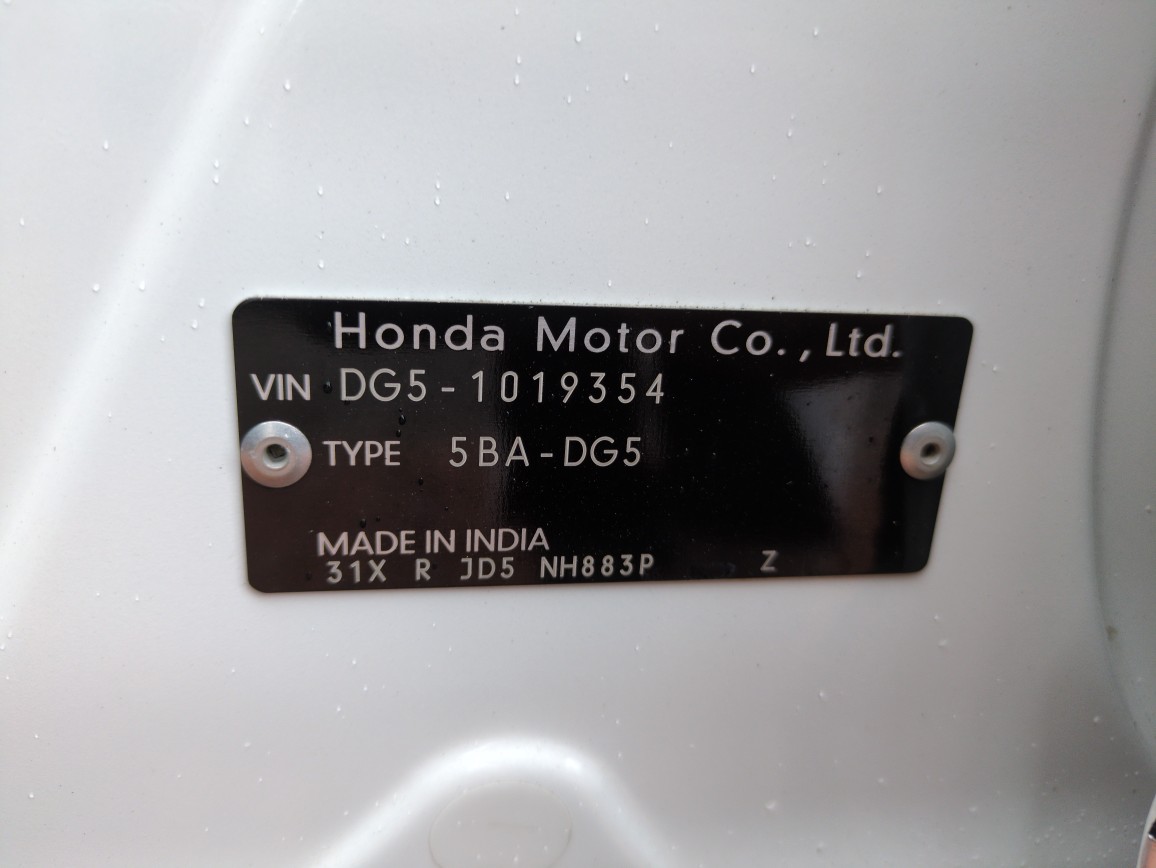 Honda Motor Co., Ltd.
VIN DG5-1019354
TYPE 5BA-DG5
MADE IN INDIA
31X R JD5 NH883P Z